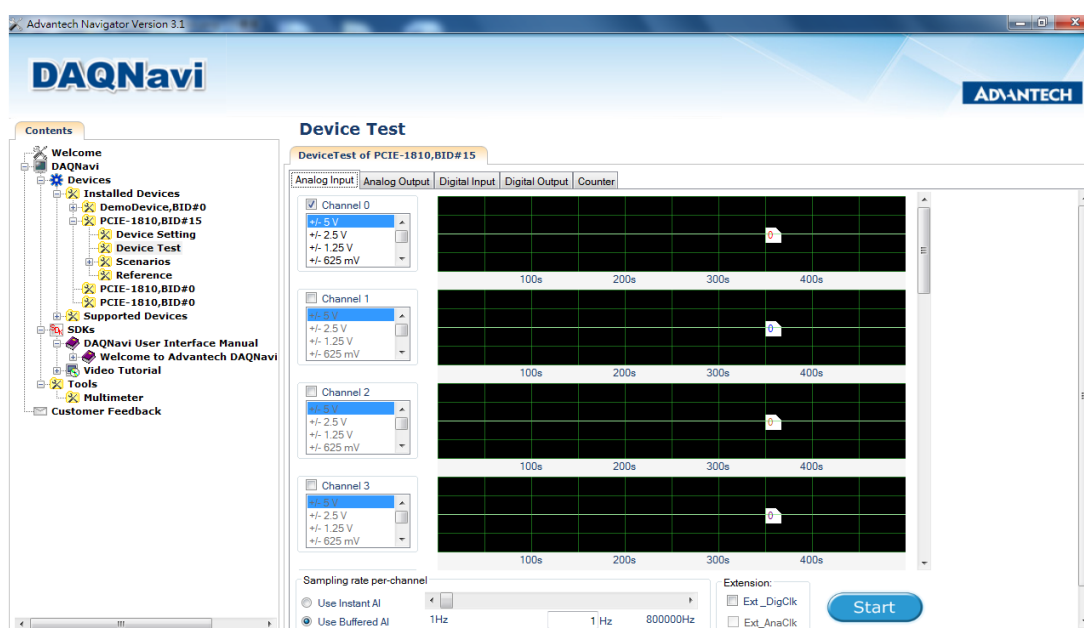 Advantech Navigator Version 3.1
DAQNavi
ADVANTECH
Contents
Welcome
DAQNavi
Devices
Installed Devices
DemoDevice,BID#0
PCIE-1810,BID#15
Device Setting
Device Test
Scenarios
Reference
PCIE-1810,BID#0
PCIE-1810,BID#0
Supported Devices
SDKs
DAQNavi User Interface Manual
Welcome to Advantech DAQNavi
Video Tutorial
Tools
Multimeter
Customer Feedback
Device Test
DeviceTest of PCIE-1810,BID#15
Analog Input Analog Output Digital Input Digital Output Counter
Channel 0
+/- 5 V
+/- 2.5 V
+/- 1.25 V
+/- 625 mV
0
100s 200s 300s 400s
Channel 1
+/- 5 V
+/- 2.5 V
+/- 1.25 V
+/- 625 mV
0
100s 200s 300s 400s
Channel 2
+/- 5 V
+/- 2.5 V
+/- 1.25 V
+/- 625 mV
0
100s 200s 300s 400s
Channel 3
+/- 5 V
+/- 2.5 V
+/- 1.25 V
+/- 625 mV
0
100s 200s 300s 400s
Sampling rate per-channel
Use Instant AI
Use Buffered AI
1Hz 1 Hz 800000Hz
Extension:
Ext_DigClk
Ext_AnaClk
Start